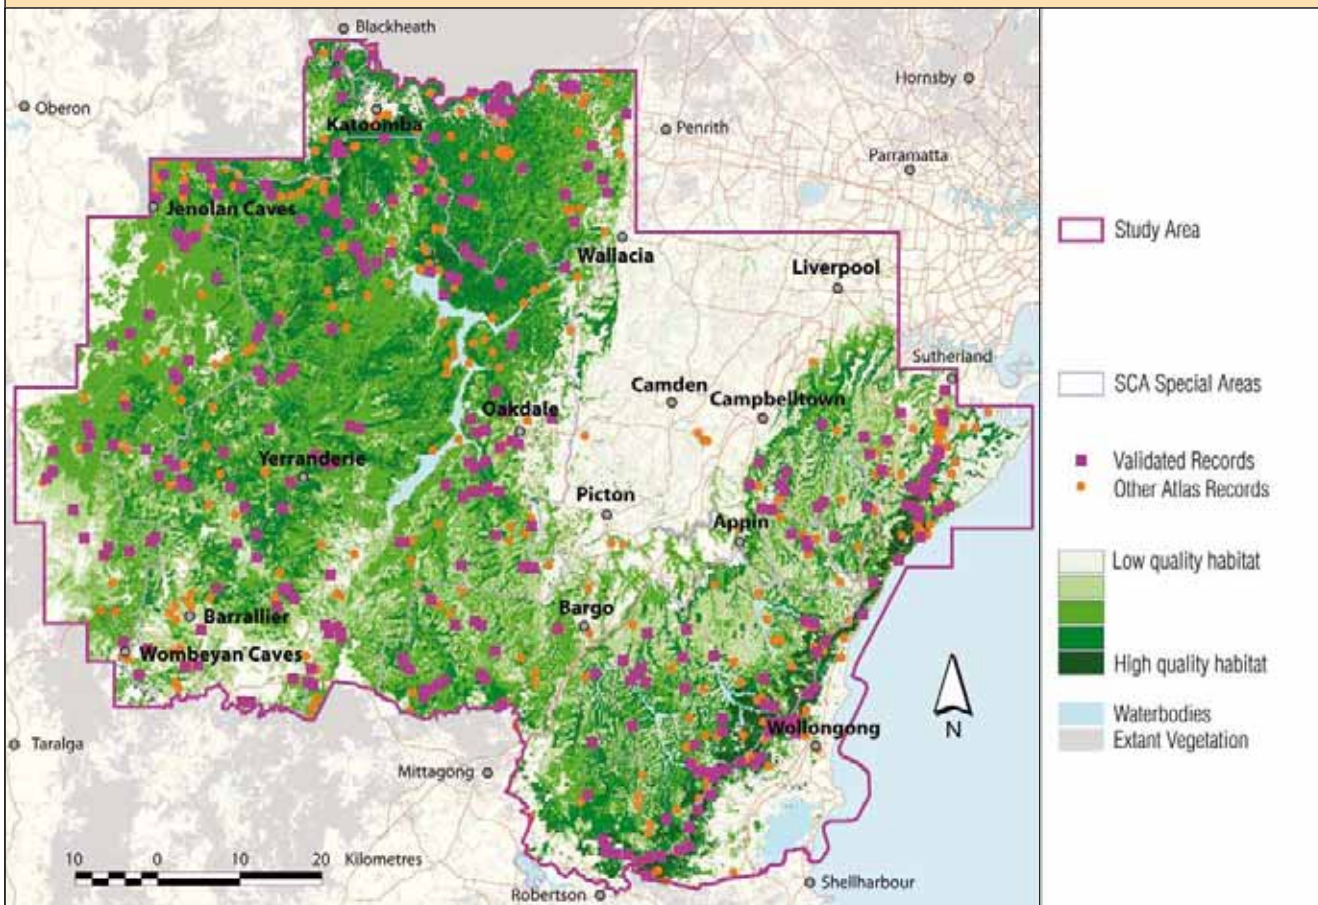 Blackheath
Hornsby
Oberon
Katoomba
Penrith
Parramatta
Jenolan Caves
Wallacia
Liverpool
Sutherland
Camden
Campbelltown
Oakdale
Yerranderie
Picton
Appin
Bargo
Barrallier
Wombeyan Caves
Wollongong
Taralga
Mittagong
10 0 10 20 Kilometres
Robertson
Shellharbour
N
Study Area
SCA Special Areas
Validated Records
Other Atlas Records
Low quality habitat
High quality habitat
Waterbodies
Extant Vegetation